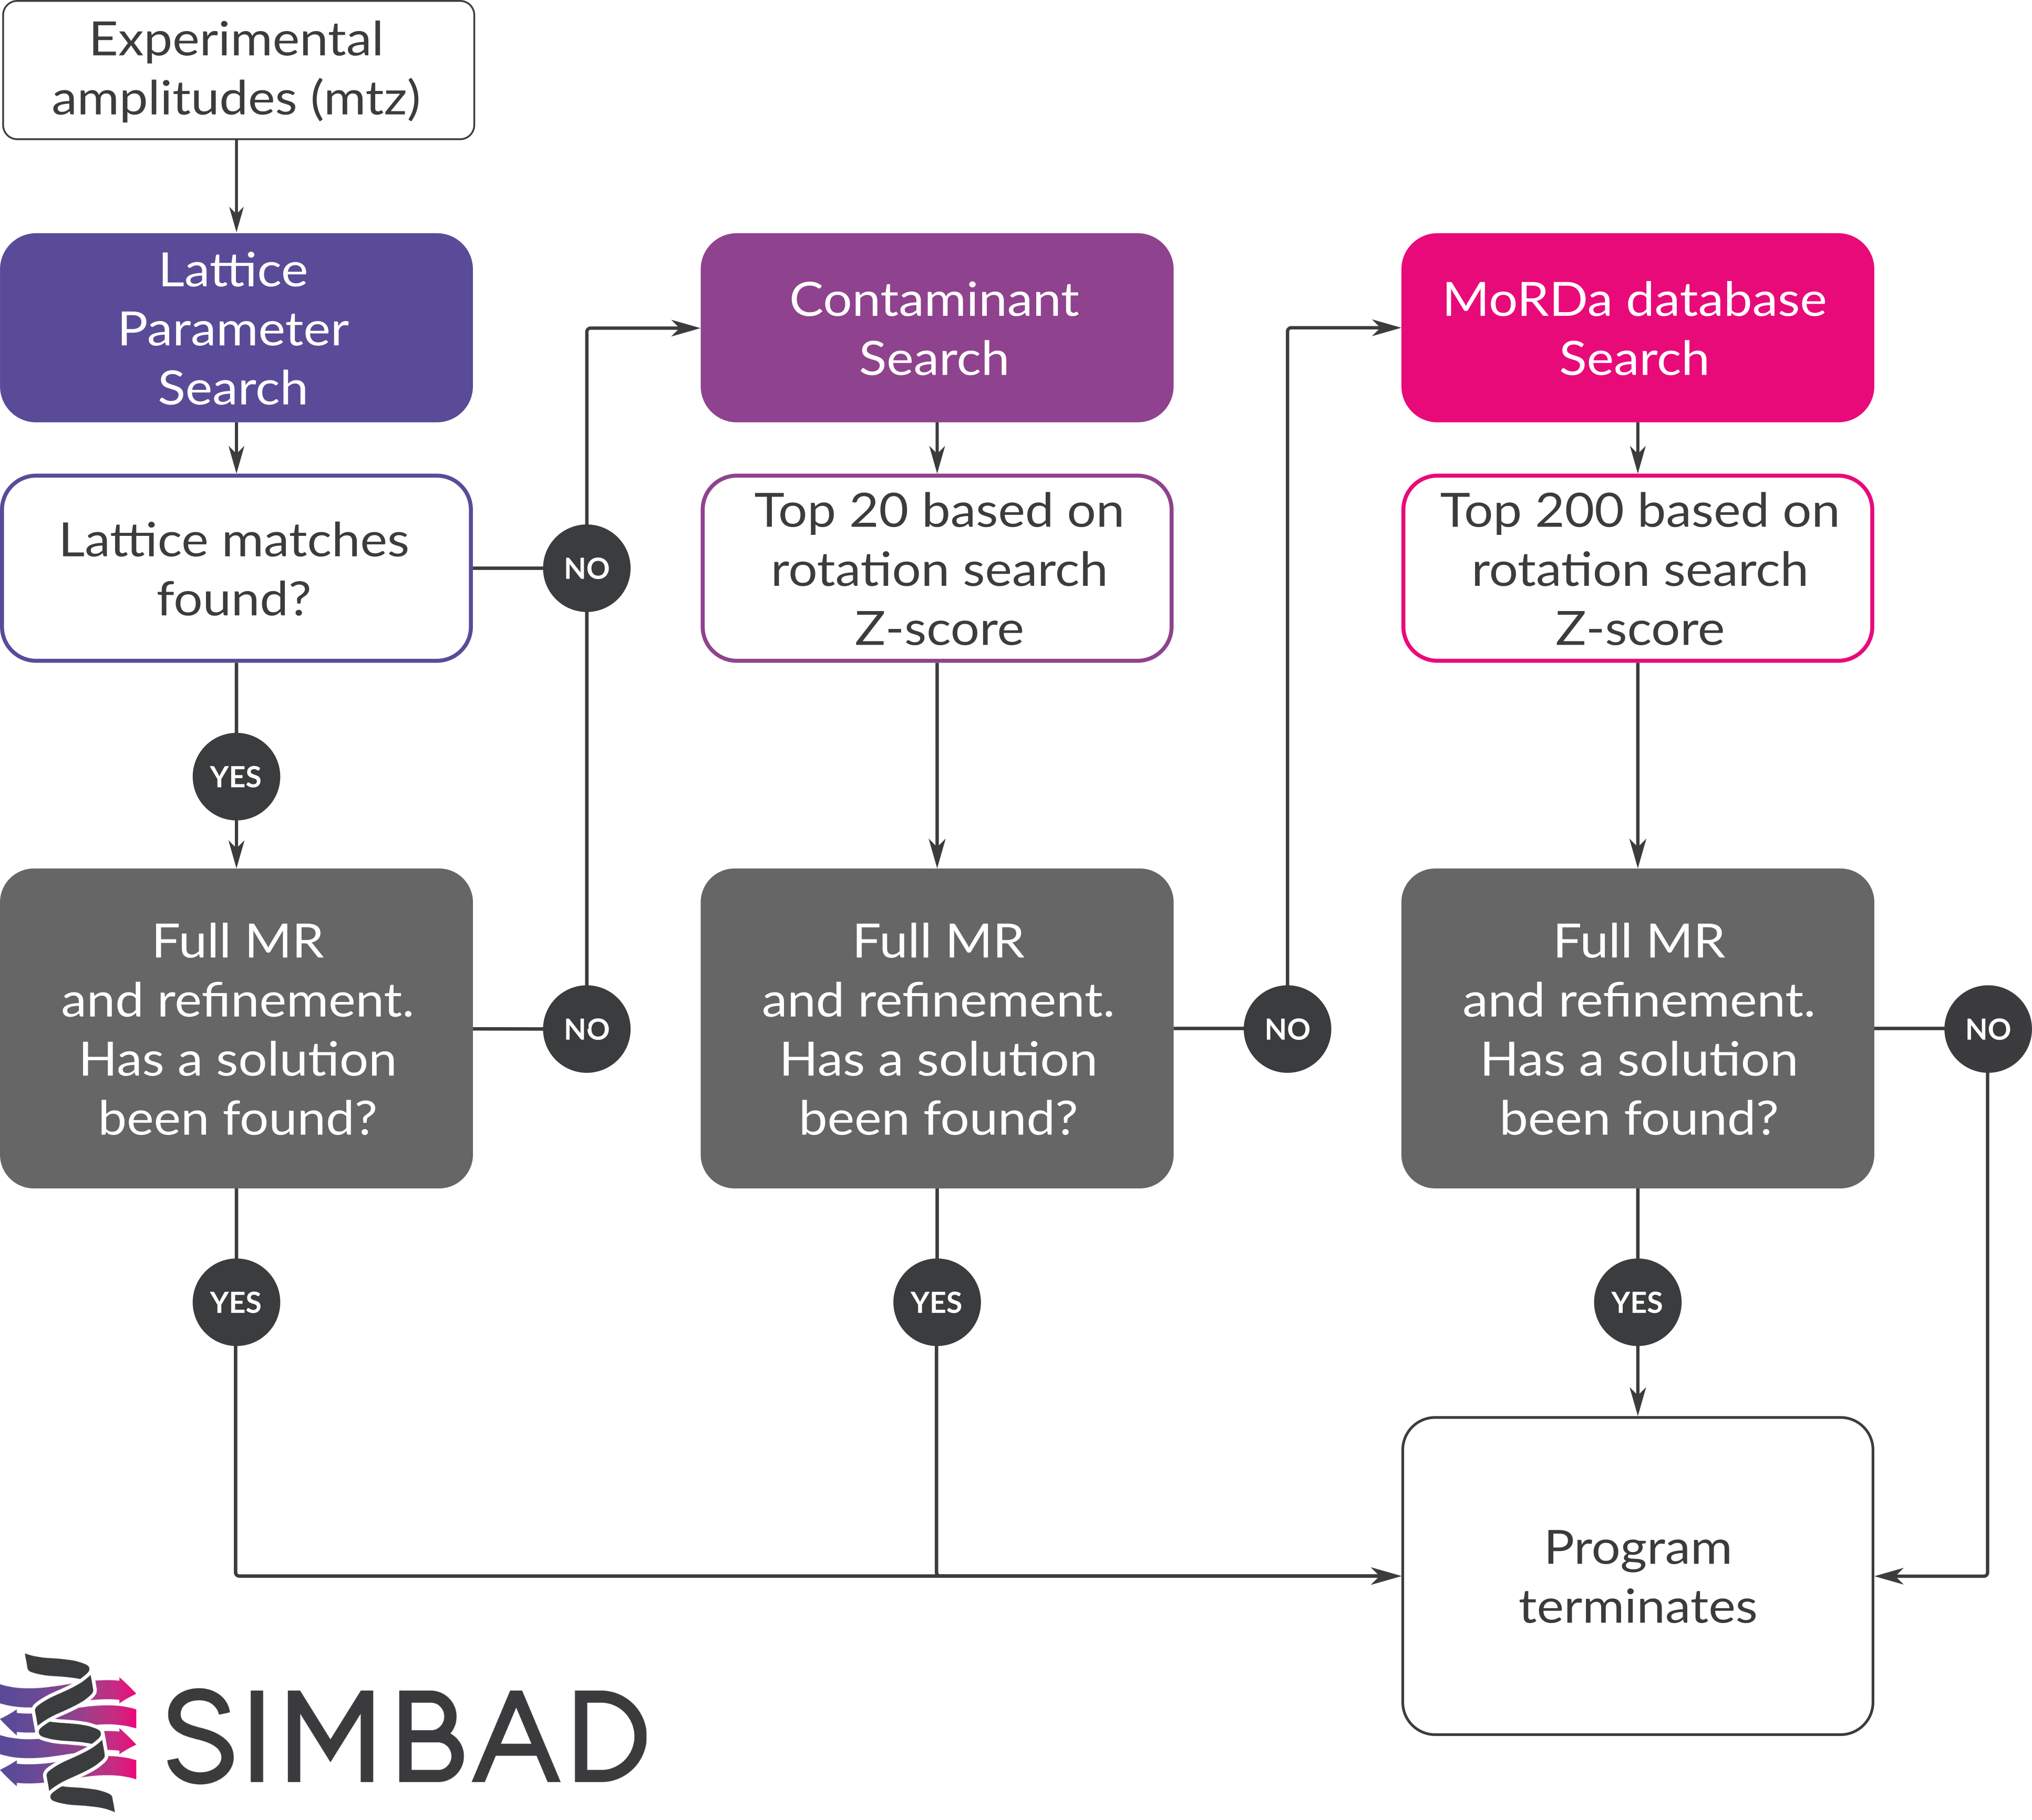 Experimental
amplitudes (mtz)
Lattice
Parameter
Search
Contaminant
Search
MoRDa database
Search
Lattice matches
found?
NO
Top 20 based on
rotation search
Z-score
Top 200 based on
rotation search
Z-score
YES
Full MR
and refinement.
Has a solution
been found?
NO
Full MR
and refinement.
Has a solution
been found?
NO
Full MR
and refinement.
Has a solution
been found?
NO
YES
YES
YES
Program
terminates
SIMBAD